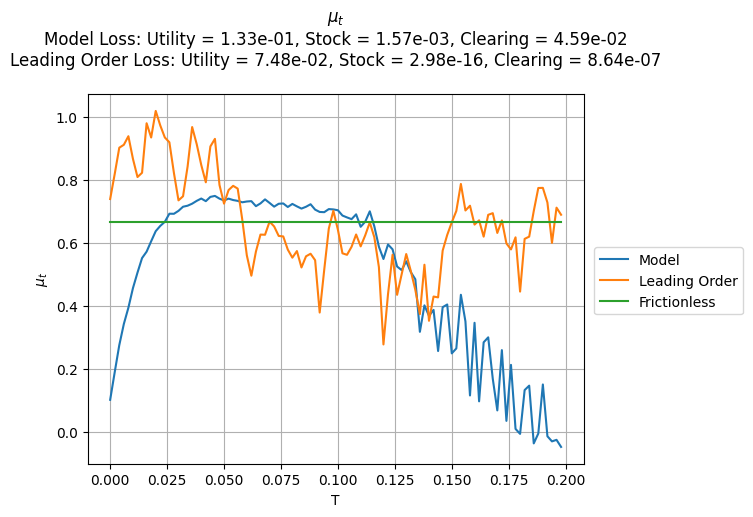 μt
Model Loss: Utility = 1.33e-01, Stock = 1.57e-03, Clearing = 4.59e-02
Leading Order Loss: Utility = 7.48e-02, Stock = 2.98e-16, Clearing = 8.64e-07
1.0
0.8
0.6
0.4
0.2
0.0
μt
0.000 0.025 0.050 0.075 0.100 0.125 0.150 0.175 0.200
T
Model
Leading Order
Frictionless